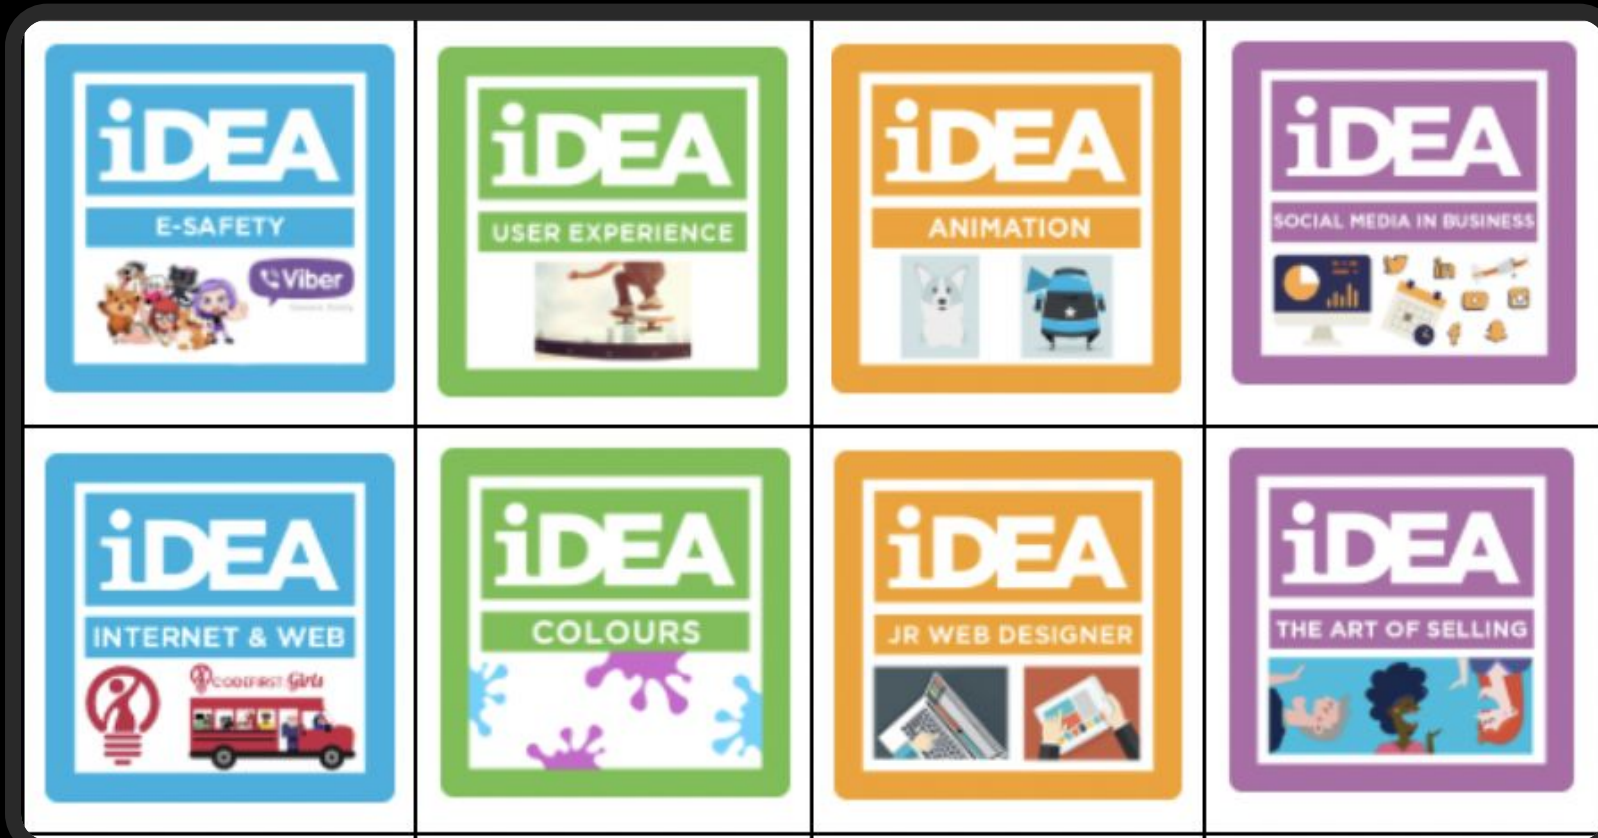 iDEA
E-SAFETY
Viber
iDEA
USER EXPERIENCE
iDEA
ANIMATION
iDEA
SOCIAL MEDIA IN BUSINESS
in
iDEA
INTERNET & WEB
CODEFIRST: Girls
iDEA
COLOURS
iDEA
JR WEB DESIGNER
iDEA
THE ART OF SELLING